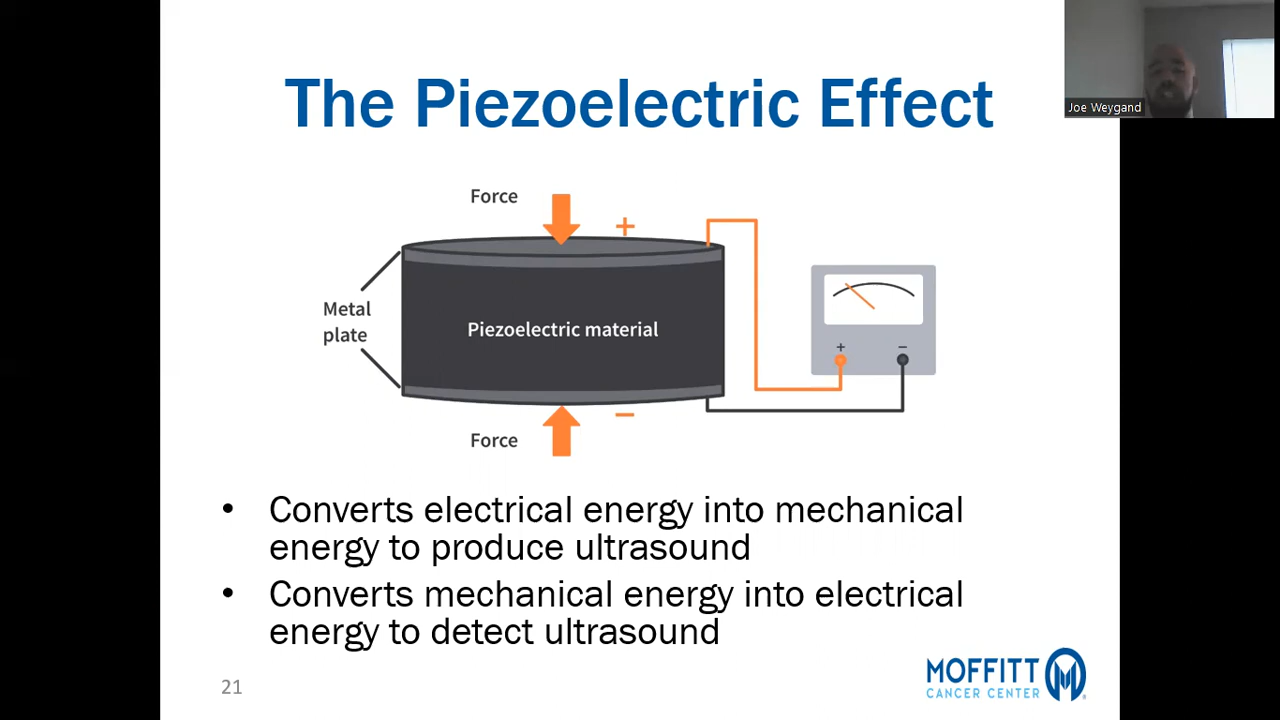 The Piezoelectric Effect
Joe Weygand
Force
+
Metal
plate
Piezoelectric material
+ −
−
Force
• Converts electrical energy into mechanical
energy to produce ultrasound
• Converts mechanical energy into electrical
energy to detect ultrasound
21
MOFFITT
CANCER CENTER